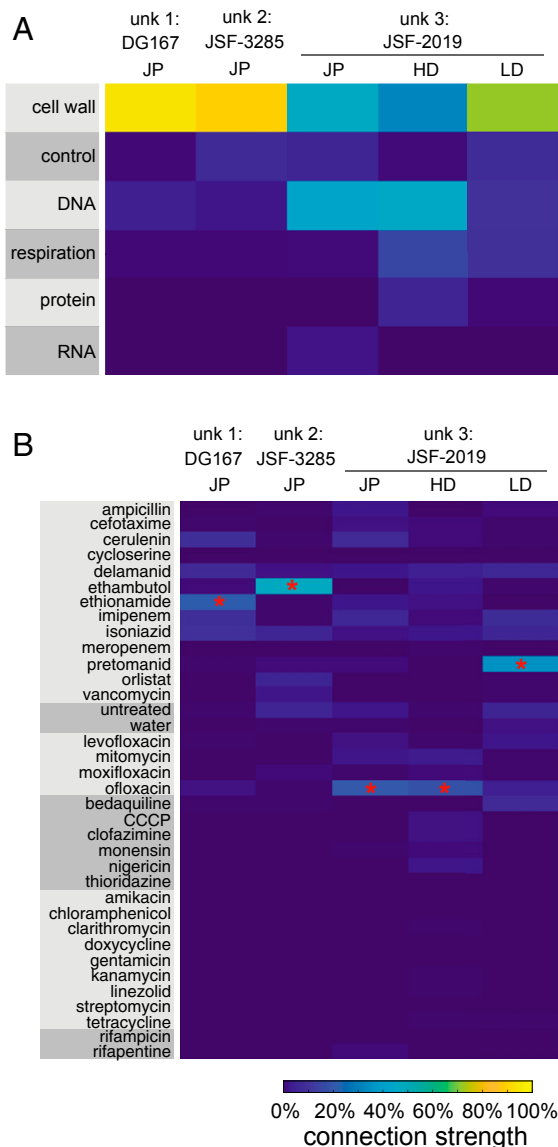 A
unk 1:
DG167
unk 2:
JSF-3285
unk 3:
JSF-2019
JP JP JP HD LD
cell wall
control
DNA
respiration
protein
RNA
B
unk 1:
DG167
unk 2:
JSF-3285
unk 3:
JSF-2019
JP JP JP HD LD
ampicillin
cefotaxime
cerulenin
cycloserine
delamanid
ethambutol
*
ethionamide
*
imipenem
isoniazid
meropenem
pretomanid
*
orlistat
vancomycin
untreated
water
levofloxacin
mitomycin
moxifloxacin
ofloxacin
* *
bedaquiline
CCCP
clofazimine
monensin
nigericin
thioridazine
amikacin
chloramphenicol
clarithromycin
doxycycline
gentamicin
kanamycin
linezolid
streptomycin
tetracycline
rifampicin
rifapentine
0% 20% 40% 60% 80% 100%
connection strength